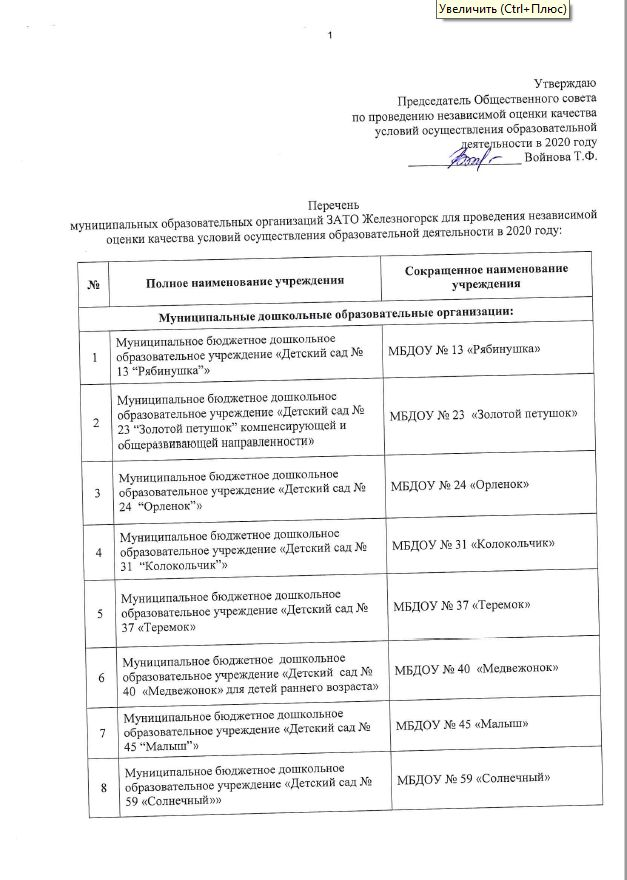 Увеличить (Ctrl+Плюс)
1
Утверждаю
Председатель Общественного совета
по проведению независимой оценки качества
условий осуществления образовательной
деятельности в 2020 году
Войнова Т.Ф.
Перечень
муниципальных образовательных организаций ЗАТО Железногорск для проведения независимой
оценки качества условий осуществления образовательной деятельности в 2020 году:
№ Полное наименование учреждения Сокращенное наименование
учреждения
Муниципальные дошкольные образовательные организации:
1 Муниципальное бюджетное дошкольное
образовательное учреждение «Детский сад № МБДОУ № 13 «Рябинушка»
13 “Рябинушка”»
Муниципальное бюджетное дошкольное
2 образовательное учреждение «Детский сад № МБДОУ № 23 «Золотой петушок»
23 “Золотой петушок” компенсирующей и
общеразвивающей направленности»
Муниципальное бюджетное дошкольное
3 образовательное учреждение «Детский сад № МБДОУ № 24 «Орленок»
24 “Орленок”»
Муниципальное бюджетное дошкольное
4 образовательное учреждение «Детский сад № МБДОУ № 31 «Колокольчик»
31 “Колокольчик”»
Муниципальное бюджетное дошкольное
5 образовательное учреждение «Детский сад № МБДОУ № 37 «Теремок»
37 «Теремок»
Муниципальное бюджетное дошкольное
6 образовательное учреждение «Детский сад № МБДОУ № 40 «Медвежонок»
40 «Медвежонок» для детей раннего возраста»
Муниципальное бюджетное дошкольное
7 образовательное учреждение «Детский сад № МБДОУ № 45 «Малыш»
45 “Малыш”»
Муниципальное бюджетное дошкольное
8 образовательное учреждение «Детский сад № МБДОУ № 59 «Солнечный»
59 «Солнечный»»